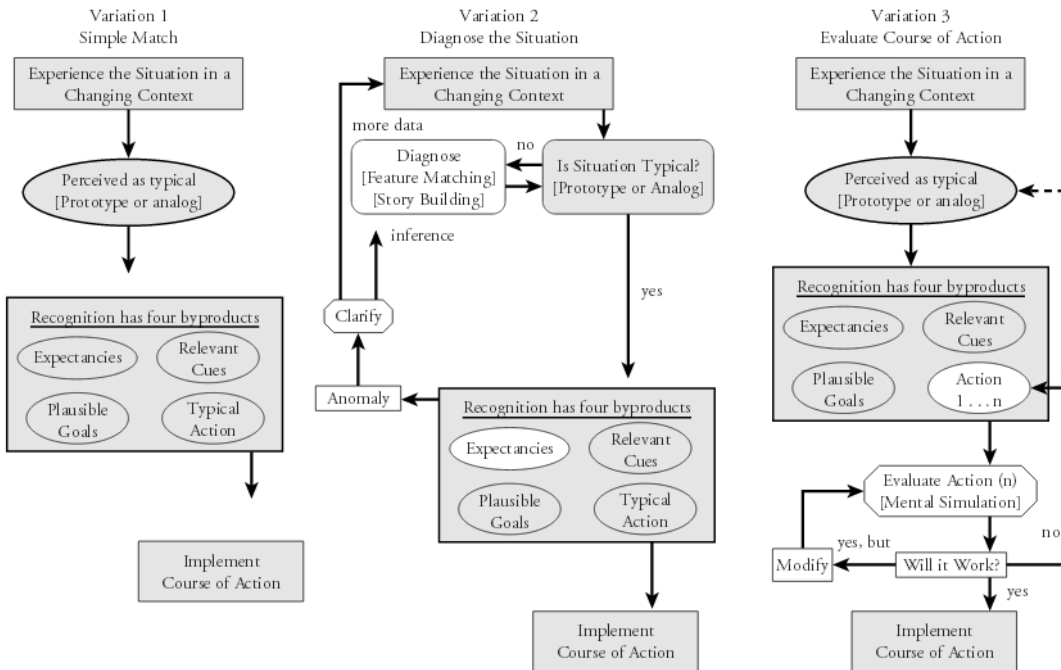 Variation 1
Simple Match
Experience the Situation in a
Changing Context
Perceived as typical
[Prototype or analog]
Recognition has four byproducts
Expectancies
Relevant
Cues
Plausible
Goals
Typical
Action
Implement
Course of Action
Variation 2
Diagnose the Situation
Experience the Situation in a
Changing Context
more data
Diagnose
[Feature Matching]
[Story Building]
no
Is Situation Typical?
[Prototype or Analog]
inference
yes
Clarify
Anomaly
Recognition has four byproducts
Expectancies
Relevant
Cues
Plausible
Goals
Typical
Action
Implement
Course of Action
Variation 3
Evaluate Course of Action
Experience the Situation in a
Changing Context
Perceived as typical
[Prototype or analog]
Recognition has four byproducts
Expectancies
Relevant
Cues
Plausible
Goals
Action
1 . . . n
Evaluate Action (n)
[Mental Simulation]
yes, but
no
Modify
Will it Work?
yes
Implement
Course of Action